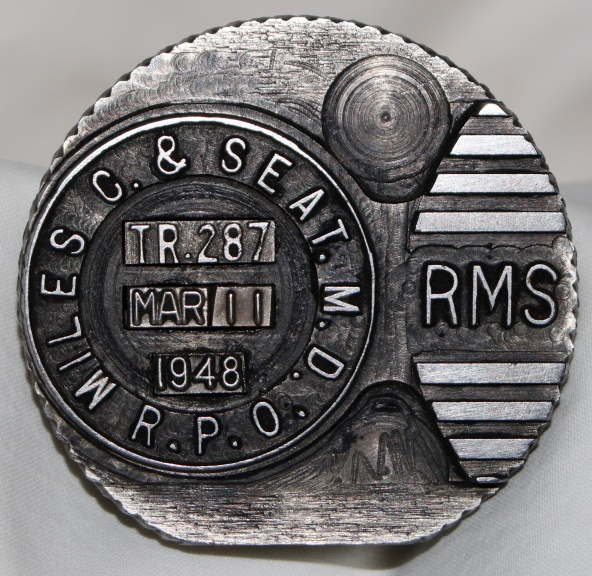 MILES C. & SEAT. M.D.
TR.287
MAR 11
1948
R.P.O.
RMS